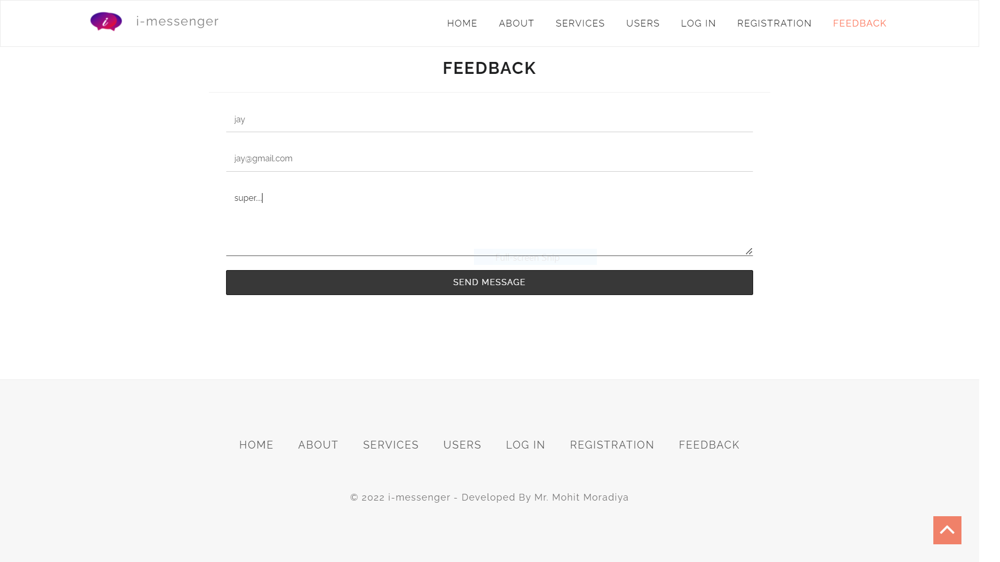 i i-messenger HOME ABOUT SERVICES USERS LOG IN REGISTRATION FEEDBACK
FEEDBACK
jay
jay@gmail.com
super....
Full-screen Snip
SEND MESSAGE
HOME ABOUT SERVICES USERS LOG IN REGISTRATION FEEDBACK
© 2022 i-messenger - Developed By Mr. Mohit Moradiya